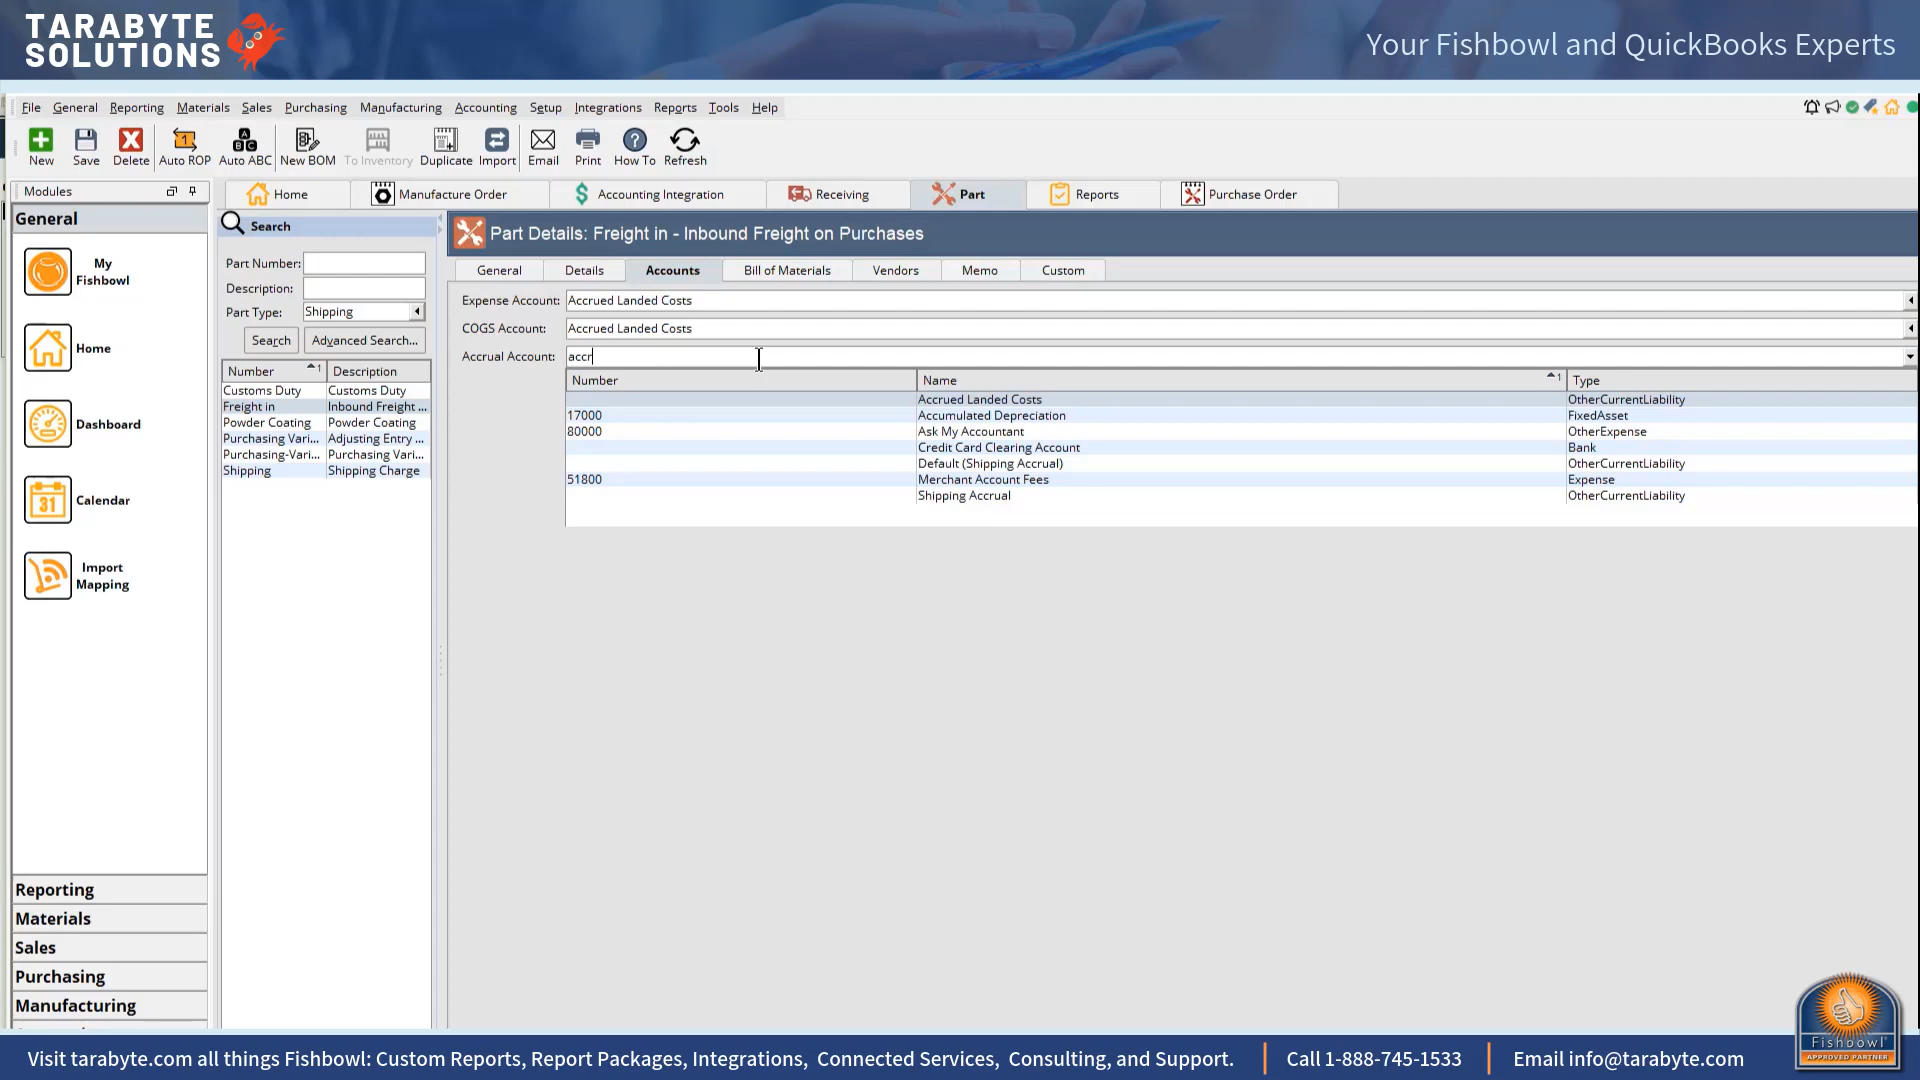 TARABYTE
SOLUTIONS
Your Fishbowl and QuickBooks Experts
File General Reporting Materials Sales Purchasing Manufacturing Accounting Setup Integrations Reports Tools Help
New Save Delete Auto ROP Auto ABC New BOM To Inventory Duplicate Import Email Print How To Refresh
Modules
Home Manufacture Order Accounting Integration Receiving Part Reports Purchase Order
General
My Fishbowl
Home
Dashboard
31 Calendar
Import Mapping
Reporting
Materials
Sales
Purchasing
Manufacturing
Search
Part Number:
Description:
Part Type: Shipping
Search Advanced Search...
Number 1 Description
Customs Duty Customs Duty
Freight in Inbound Freight ...
Powder Coating Powder Coating
Purchasing Vari... Adjusting Entry ...
Purchasing-Vari... Purchasing Vari...
Shipping Shipping Charge
Part Details: Freight in - Inbound Freight on Purchases
General Details Accounts Bill of Materials Vendors Memo Custom
Expense Account: Accrued Landed Costs
COGS Account: Accrued Landed Costs
Accrual Account: accr
Number Name 1 Type
Accrued Landed Costs OtherCurrentLiability
17000 Accumulated Depreciation FixedAsset
80000 Ask My Accountant OtherExpense
Credit Card Clearing Account Bank
Default (Shipping Accrual) OtherCurrentLiability
51800 Merchant Account Fees Expense
Shipping Accrual OtherCurrentLiability
Fishbowl
APPROVED PARTNER
Visit tarabyte.com all things Fishbowl: Custom Reports, Report Packages, Integrations, Connected Services, Consulting, and Support. Call 1-888-745-1533 Email info@tarabyte.com